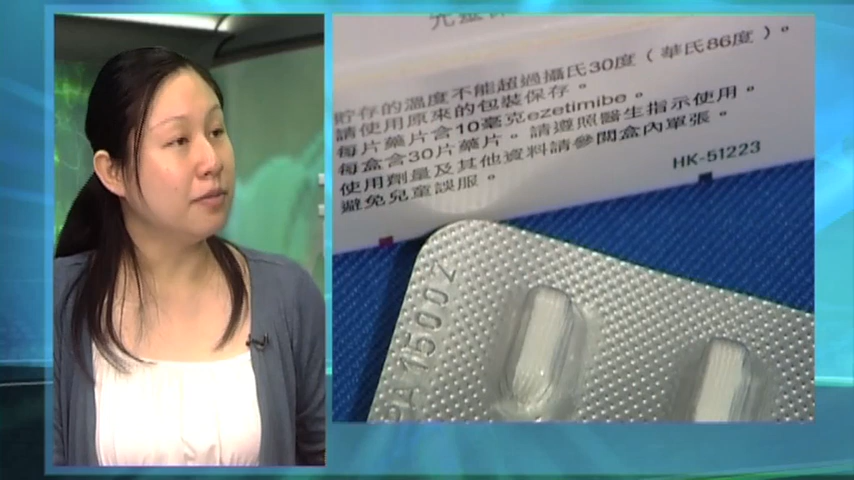 貯存的溫度不能超過攝氏30度（華氏86度）。
請使用原來的包裝保存。
每片藥片含10毫克ezetimibe。
每盒含30片藥片。請遵照醫生指示使用。
使用劑量及其他資料請參閱盒內單張。
避免兒童誤服。
HK-51223
15002